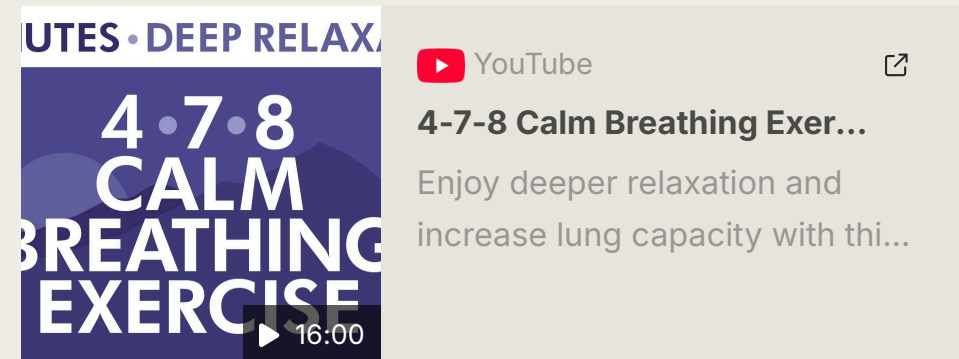 UTES • DEEP RELAXA
4•7•8
CALM
BREATHING
EXERCISE
16:00
YouTube
4-7-8 Calm Breathing Exer...
Enjoy deeper relaxation and
increase lung capacity with thi...